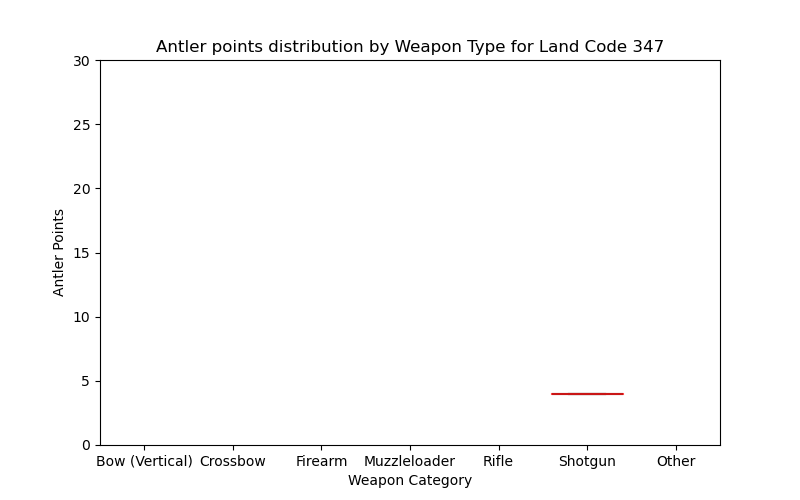 Antler points distribution by Weapon Type for Land Code 347
30
25
20
15
10
5
0
Antler Points
Bow (Vertical) Crossbow Firearm Muzzleloader Rifle Shotgun Other
Weapon Category